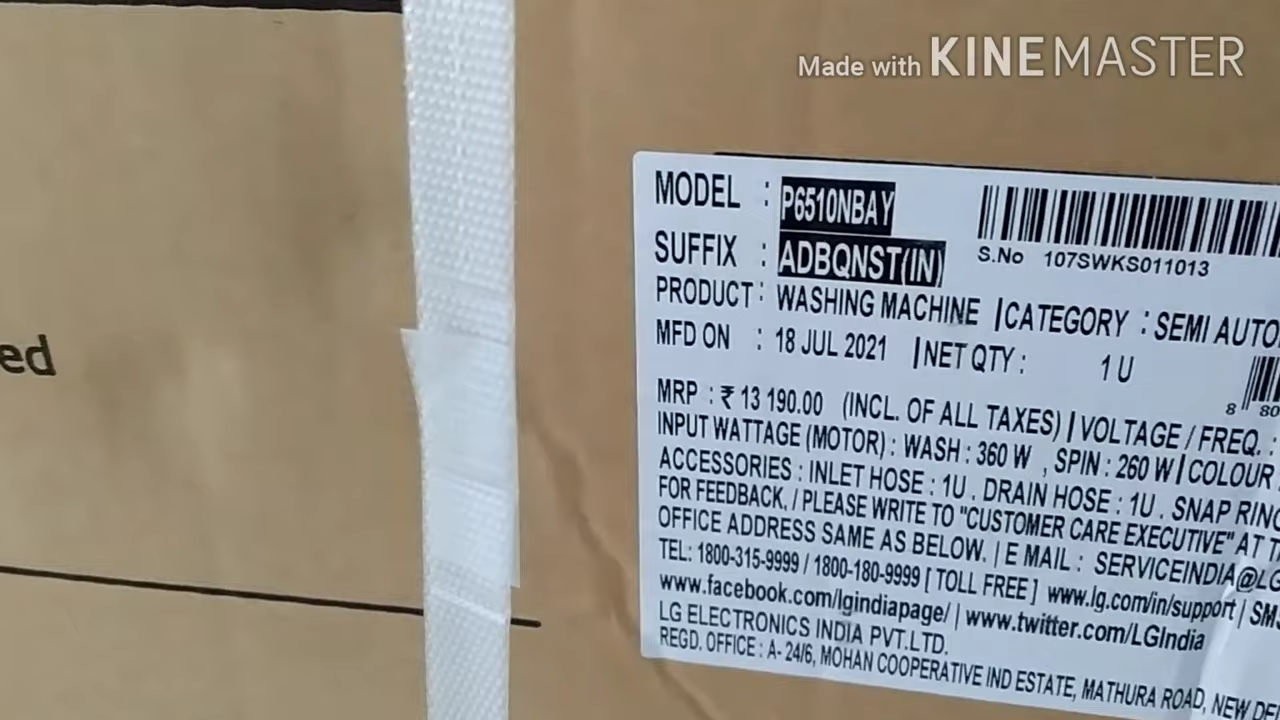 Made with KINEMASTER
ed
MODEL : P6510NBAY
SUFFIX : ADBQNST(IN)
S.No 107SWKS011013
PRODUCT : WASHING MACHINE | CATEGORY : SEMI AUTO
MFD ON : 18 JUL 2021 | NET QTY : 1 U
8 80
MRP : ₹ 13 190.00 (INCL. OF ALL TAXES) | VOLTAGE / FREQ. :
INPUT WATTAGE (MOTOR) : WASH : 360 W , SPIN : 260 W | COLOUR
ACCESSORIES : INLET HOSE : 1U . DRAIN HOSE : 1U . SNAP RING
FOR FEEDBACK, / PLEASE WRITE TO "CUSTOMER CARE EXECUTIVE" AT T
OFFICE ADDRESS SAME AS BELOW. | E MAIL : SERVICEINDIA@LG
TEL: 1800-315-9999 / 1800-180-9999 [ TOLL FREE ] www.lg.com/in/support | SMS
www.facebook.com/lgindiapage/ | www.twitter.com/LGIndia
LG ELECTRONICS INDIA PVT.LTD.
REGD. OFFICE : A- 24/6, MOHAN COOPERATIVE IND ESTATE, MATHURA ROAD, NEW DEL